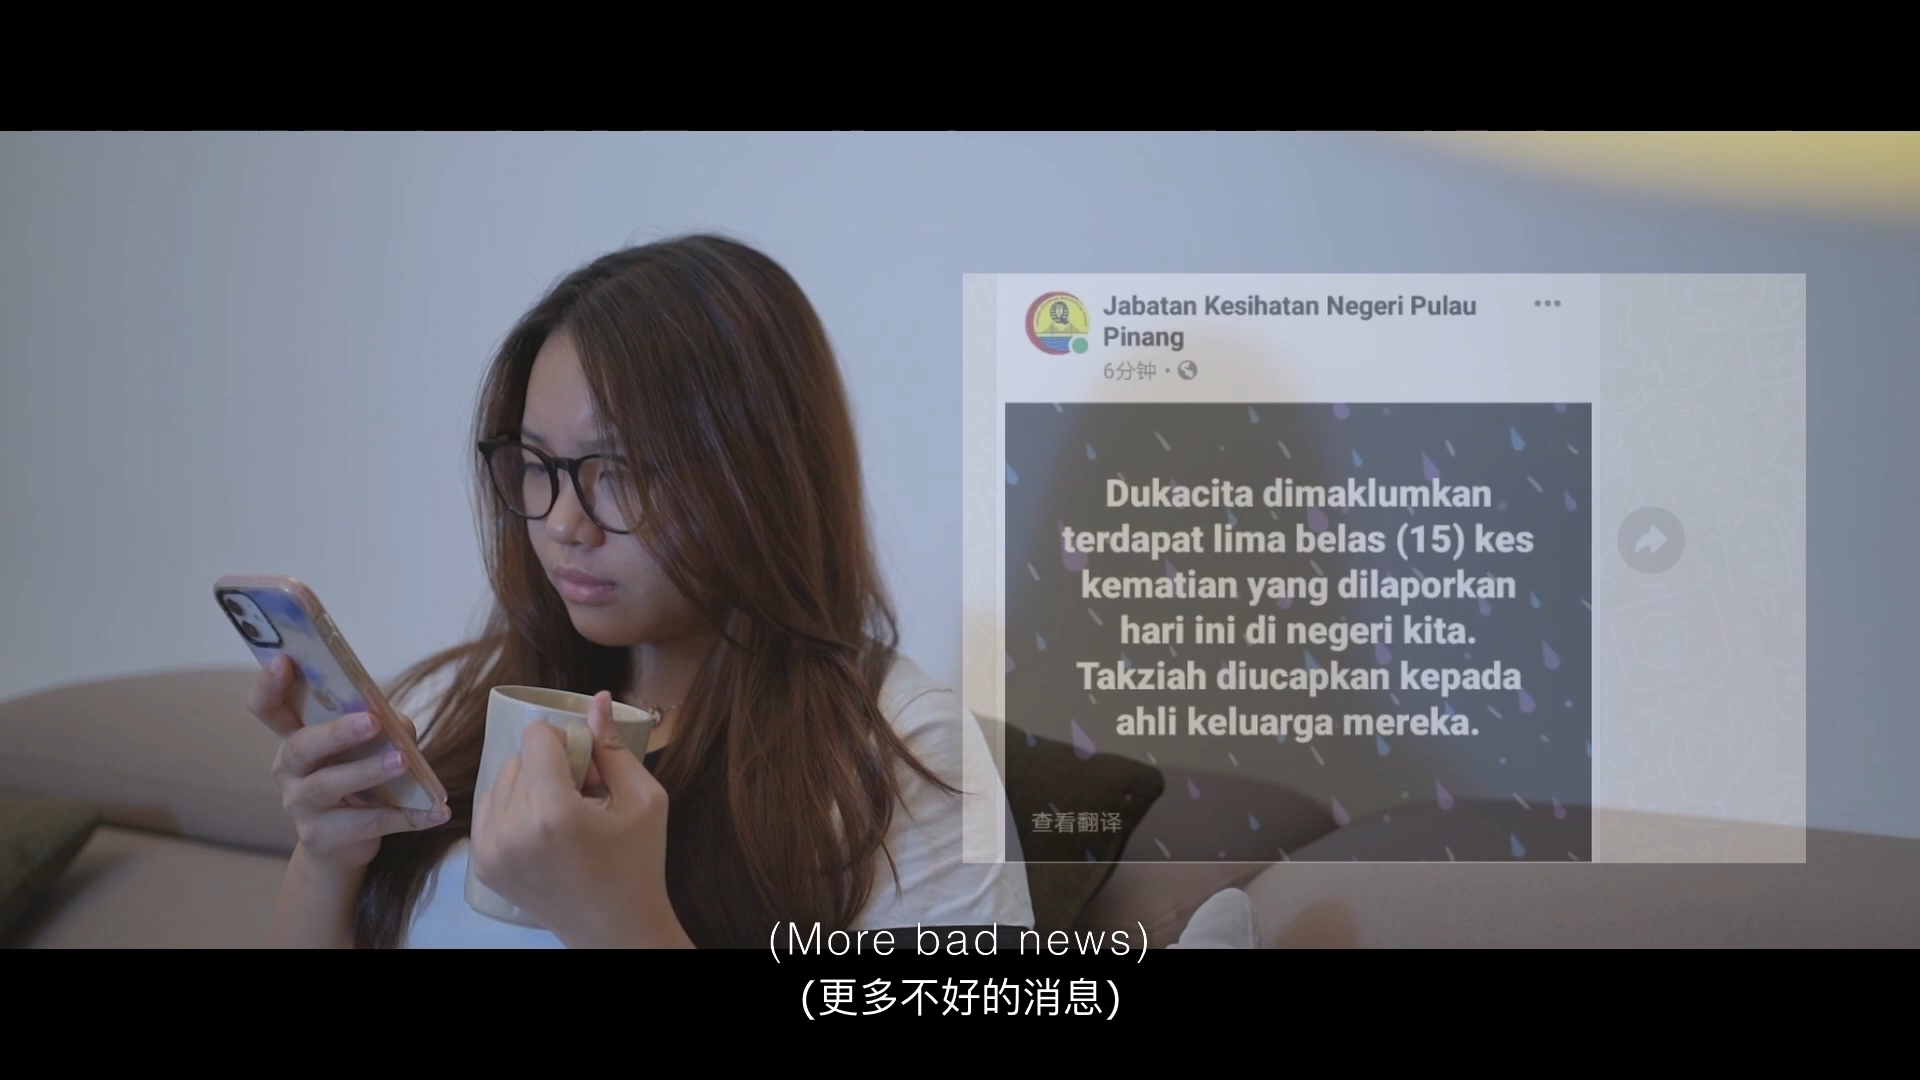 Jabatan Kesihatan Negeri Pulau
Pinang
6分钟 •
Dukacita dimaklumkan
terdapat lima belas (15) kes
kematian yang dilaporkan
hari ini di negeri kita.
Takziah diucapkan kepada
ahli keluarga mereka.
查看翻译
(More bad news)
(更多不好的消息)